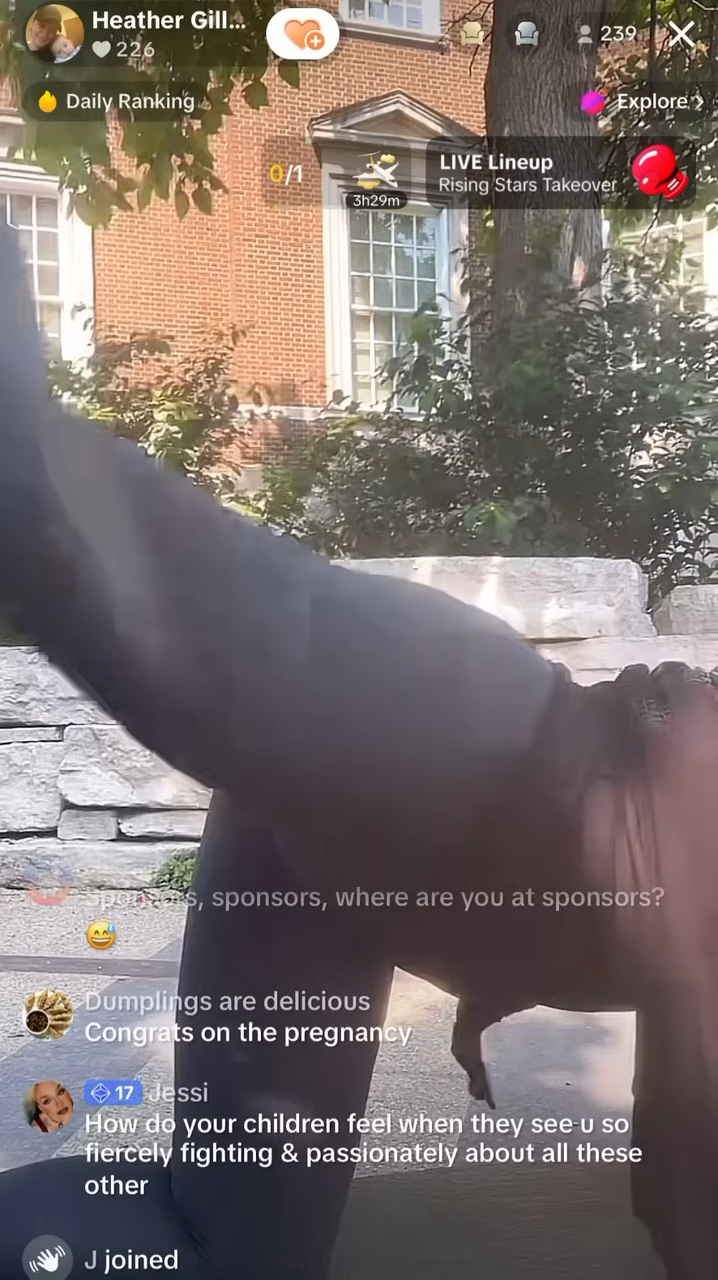 Heather Gill...
226
239
Daily Ranking
Explore >
0/1
3h29m
LIVE Lineup
Rising Stars Takeover
Sponsors, sponsors, where are you at sponsors?
😅
Dumplings are delicious
Congrats on the pregnancy
17 Jessi
How do your children feel when they see u so
fiercely fighting & passionately about all these
other
J joined